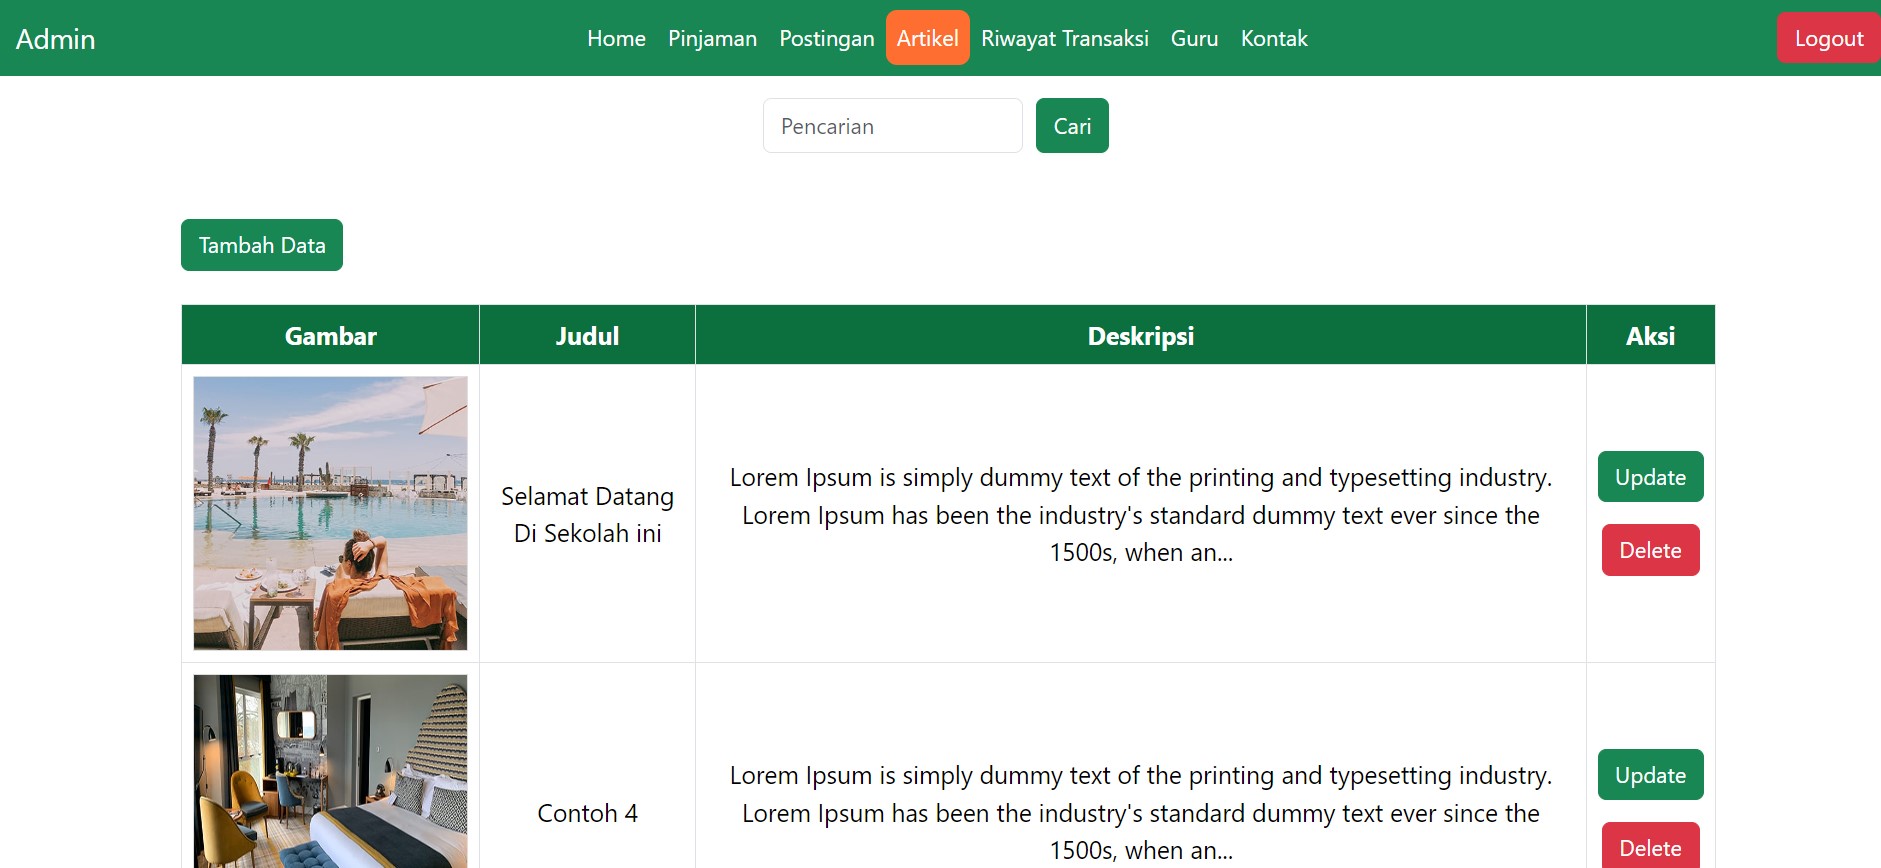 Admin
Home Pinjaman Postingan Artikel Riwayat Transaksi Guru Kontak
Logout
Pencarian
Cari
Tambah Data
Gambar Judul Deskripsi Aksi
Selamat Datang
Di Sekolah ini
Lorem Ipsum is simply dummy text of the printing and typesetting industry.
Lorem Ipsum has been the industry's standard dummy text ever since the
1500s, when an...
Update
Delete
Contoh 4
Lorem Ipsum is simply dummy text of the printing and typesetting industry.
Lorem Ipsum has been the industry's standard dummy text ever since the
1500s, when an...
Update
Delete